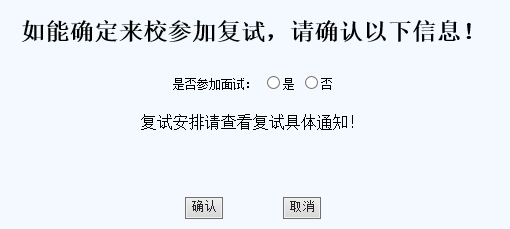 如能确定来校参加复试，请确认以下信息！
是否参加面试： 是 否
复试安排请查看复试具体通知！
确认 取消